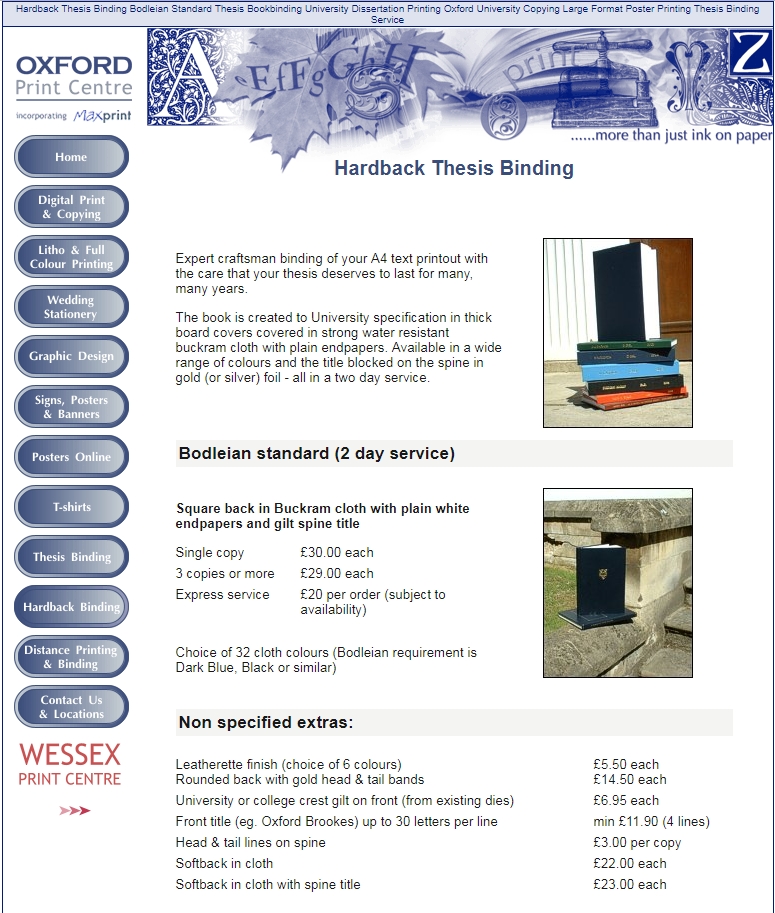 Hardback Thesis Binding Bodleian Standard Thesis Bookbinding University Dissertation Printing Oxford University Copying Large Format Poster Printing Thesis Binding
Service
OXFORD
Print Centre
incorporating Maxprint
A EfFgGhH
print
Z
......more than just ink on paper
Hardback Thesis Binding
Home
Digital Print
& Copying
Litho & Full
Colour Printing
Wedding
Stationery
Graphic Design
Signs, Posters
& Banners
Posters Online
T-shirts
Thesis Binding
Hardback Binding
Distance Printing
& Binding
Contact Us
& Locations
WESSEX
PRINT CENTRE
Expert craftsman binding of your A4 text printout with
the care that your thesis deserves to last for many,
many years.
The book is created to University specification in thick
board covers covered in strong water resistant
buckram cloth with plain endpapers. Available in a wide
range of colours and the title blocked on the spine in
gold (or silver) foil - all in a two day service.
Bodleian standard (2 day service)
Square back in Buckram cloth with plain white
endpapers and gilt spine title
Single copy £30.00 each
3 copies or more £29.00 each
Express service £20 per order (subject to
availability)
Choice of 32 cloth colours (Bodleian requirement is
Dark Blue, Black or similar)
Non specified extras:
Leatherette finish (choice of 6 colours) £5.50 each
Rounded back with gold head & tail bands £14.50 each
University or college crest gilt on front (from existing dies) £6.95 each
Front title (eg. Oxford Brookes) up to 30 letters per line min £11.90 (4 lines)
Head & tail lines on spine £3.00 per copy
Softback in cloth £22.00 each
Softback in cloth with spine title £23.00 each